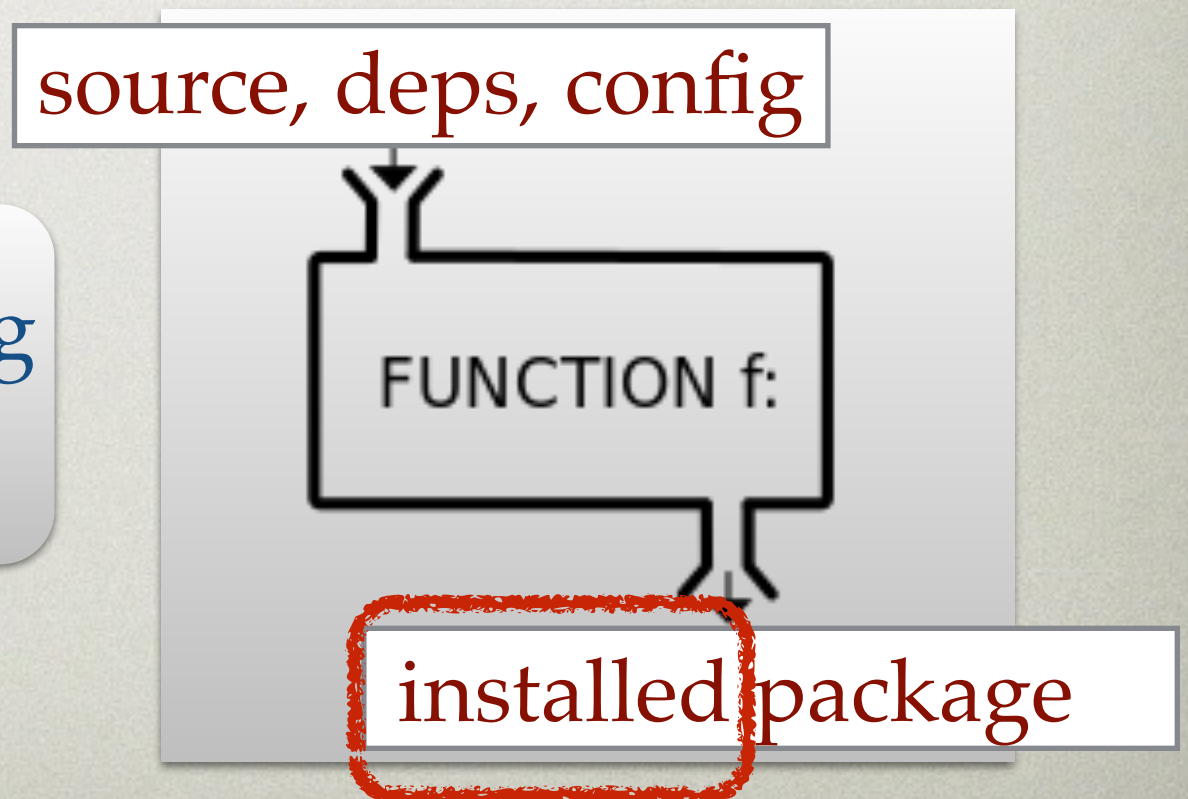 source, deps, config
g
FUNCTION f:
installed package